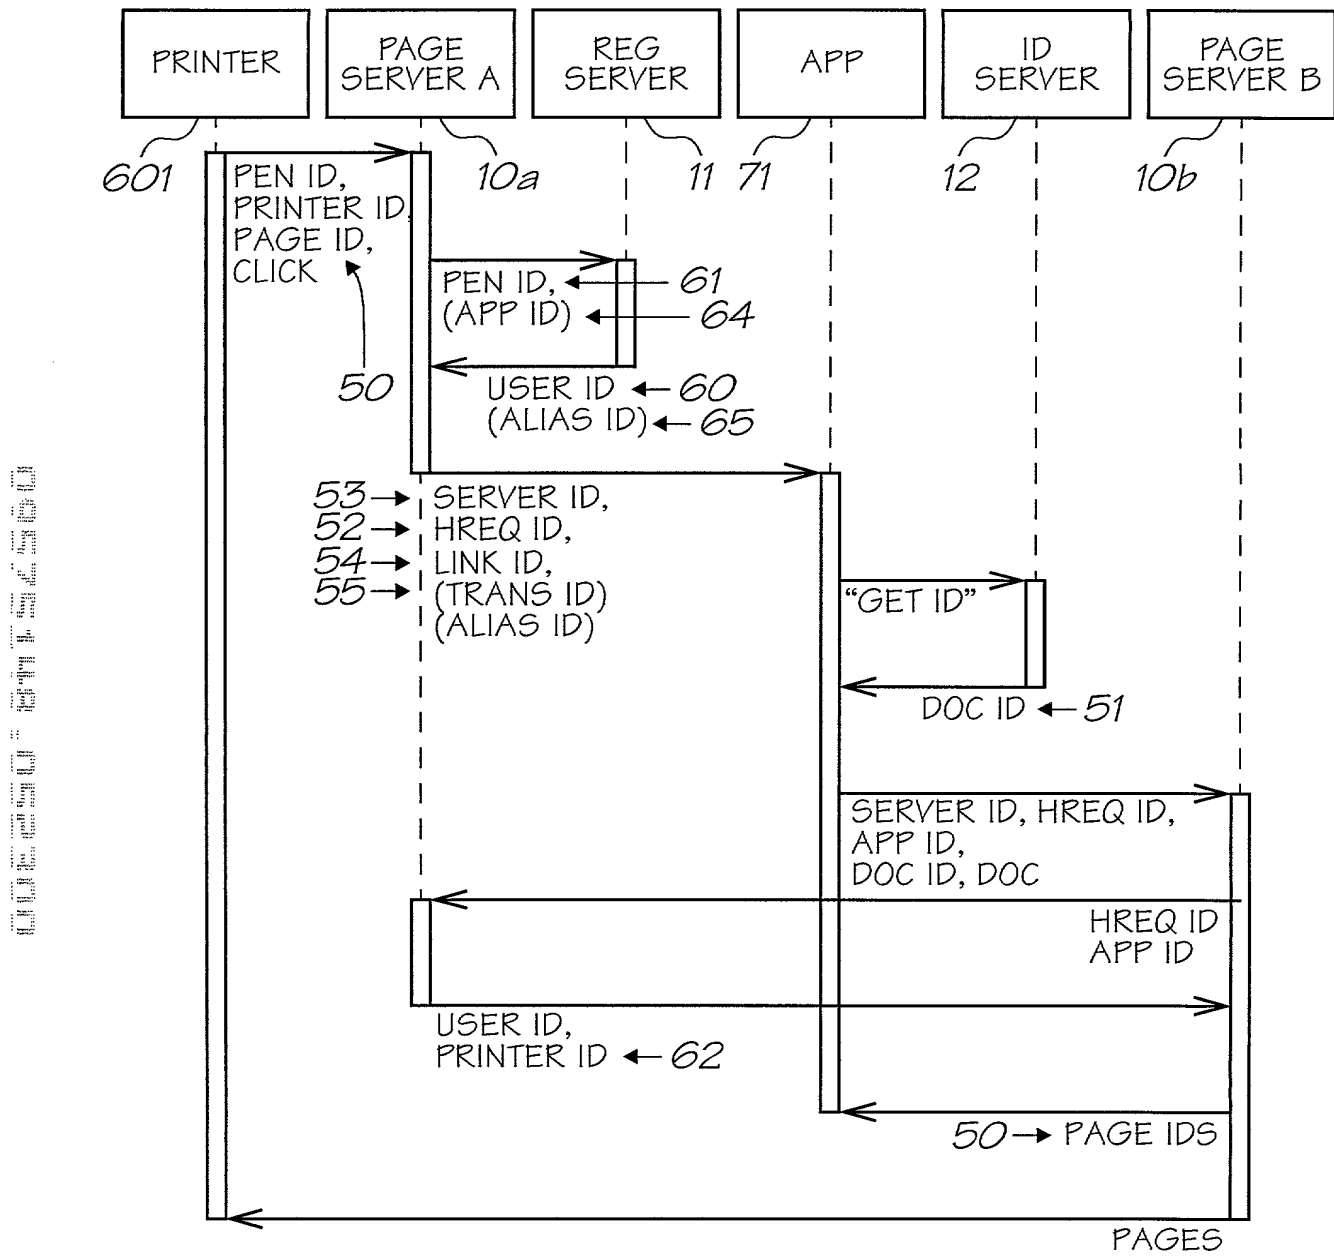 PRINTER
PAGE
SERVER A
REG
SERVER
APP
ID
SERVER
PAGE
SERVER B
601
10a
11
71
12
10b
PEN ID,
PRINTER ID,
PAGE ID,
CLICK
50
PEN ID, 61
(APP ID) 64
USER ID 60
(ALIAS ID) 65
53 SERVER ID,
52 HREQ ID,
54 LINK ID,
55 (TRANS ID)
(ALIAS ID)
“GET ID”
DOC ID 51
SERVER ID, HREQ ID,
APP ID,
DOC ID, DOC
HREQ ID
APP ID
USER ID,
PRINTER ID 62
50 PAGE IDS
PAGES